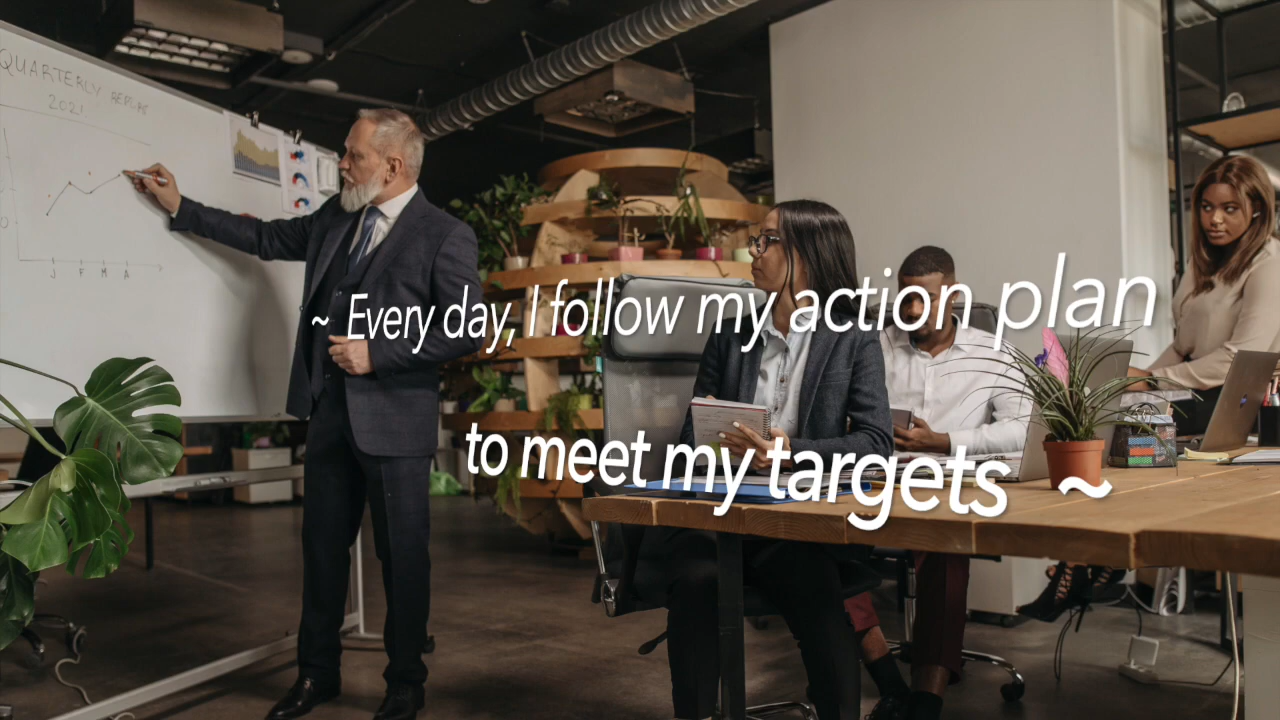 QUARTERLY REPORT
2021
J F M A
~ Every day, I follow my action plan
to meet my targets ~